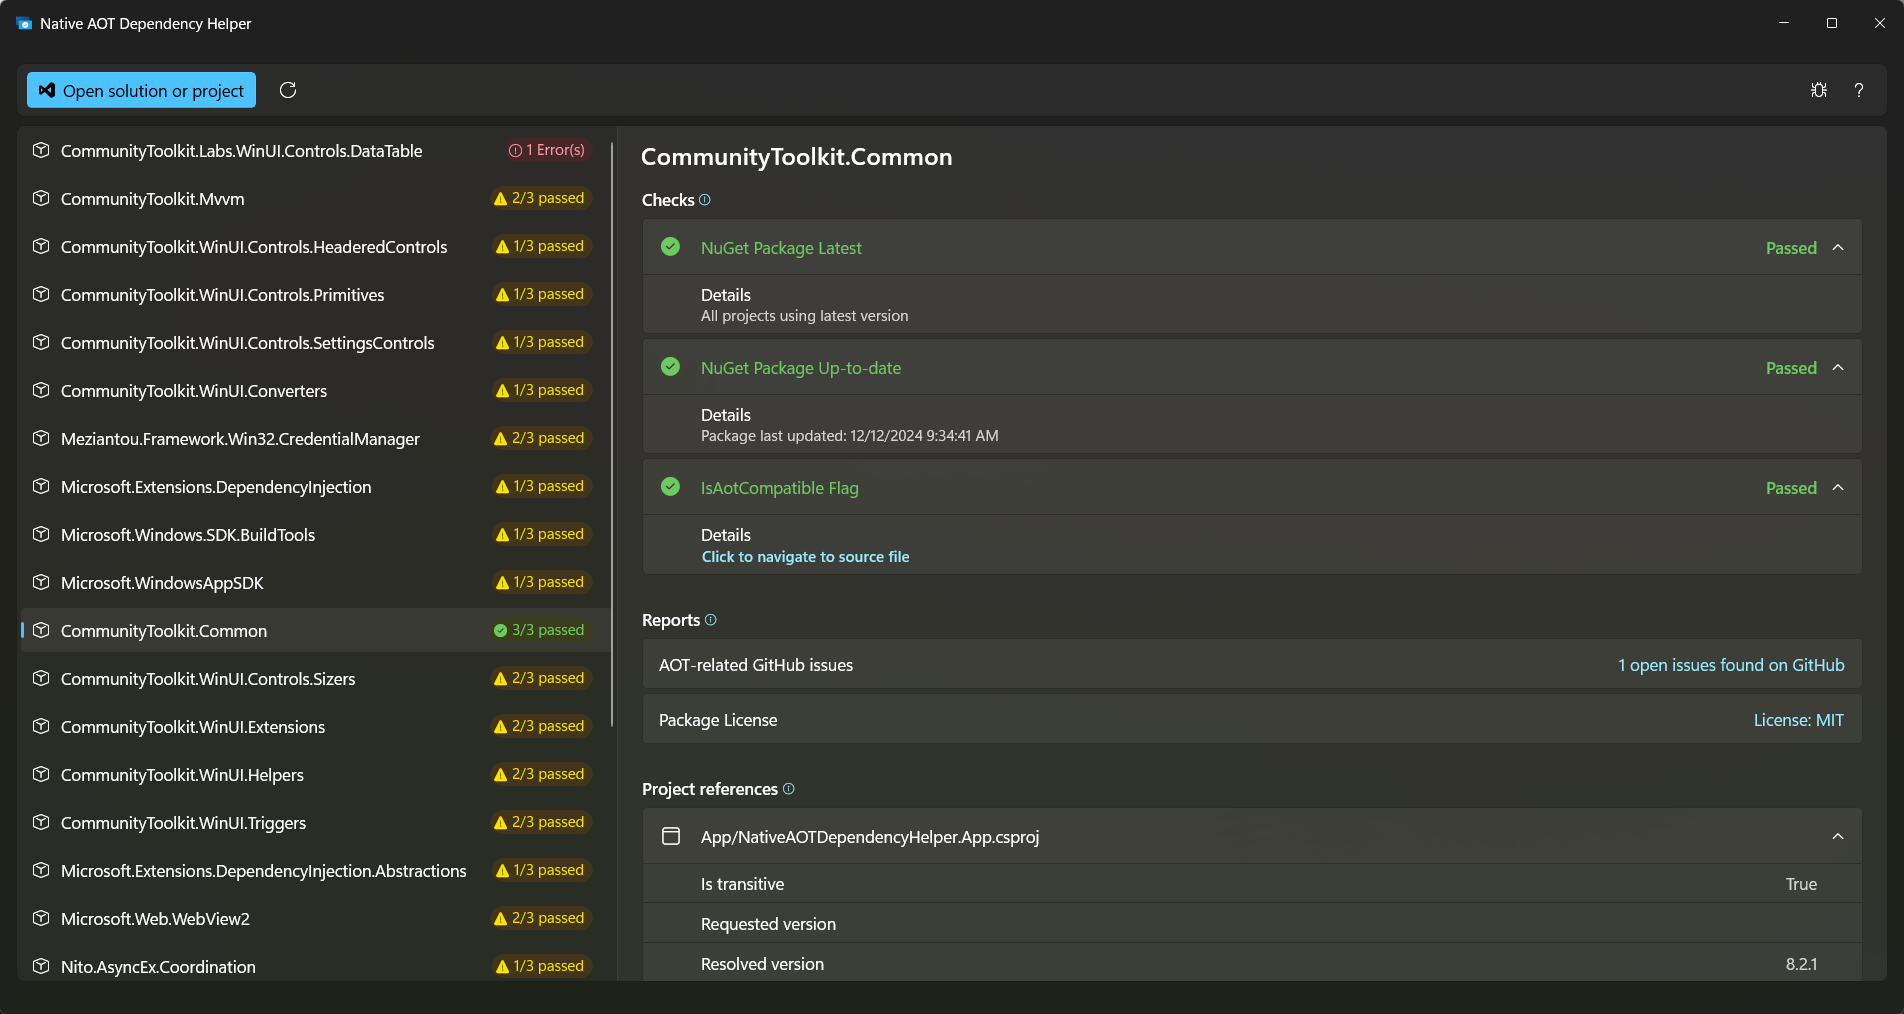 Native AOT Dependency Helper
Open solution or project
?
CommunityToolkit.Labs.WinUI.Controls.DataTable 1 Error(s)
CommunityToolkit.Mvvm 2/3 passed
CommunityToolkit.WinUI.Controls.HeaderedControls 1/3 passed
CommunityToolkit.WinUI.Controls.Primitives 1/3 passed
CommunityToolkit.WinUI.Controls.SettingsControls 1/3 passed
CommunityToolkit.WinUI.Converters 1/3 passed
Meziantou.Framework.Win32.CredentialManager 2/3 passed
Microsoft.Extensions.DependencyInjection 1/3 passed
Microsoft.Windows.SDK.BuildTools 1/3 passed
Microsoft.WindowsAppSDK 1/3 passed
CommunityToolkit.Common 3/3 passed
CommunityToolkit.WinUI.Controls.Sizers 2/3 passed
CommunityToolkit.WinUI.Extensions 2/3 passed
CommunityToolkit.WinUI.Helpers 2/3 passed
CommunityToolkit.WinUI.Triggers 2/3 passed
Microsoft.Extensions.DependencyInjection.Abstractions 1/3 passed
Microsoft.Web.WebView2 2/3 passed
Nito.AsyncEx.Coordination 1/3 passed
CommunityToolkit.Common
Checks
NuGet Package Latest Passed
Details
All projects using latest version
NuGet Package Up-to-date Passed
Details
Package last updated: 12/12/2024 9:34:41 AM
IsAotCompatible Flag Passed
Details
Click to navigate to source file
Reports
AOT-related GitHub issues 1 open issues found on GitHub
Package License License: MIT
Project references
App/NativeAOTDependencyHelper.App.csproj
Is transitive True
Requested version
Resolved version 8.2.1